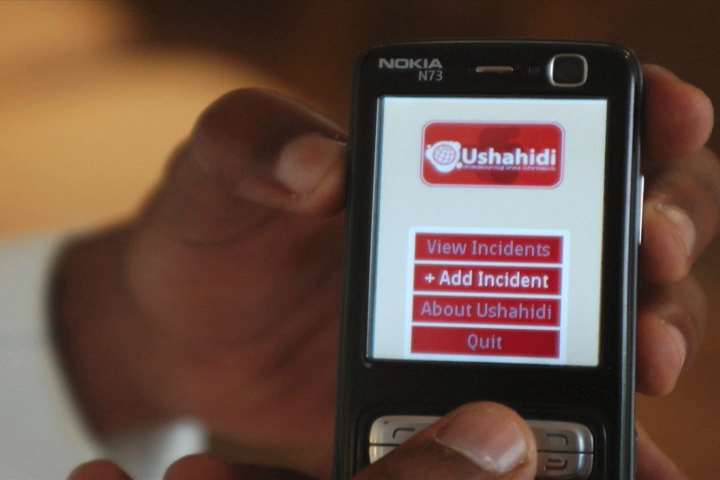 NOKIA
N73
Ushahidi
View Incidents
+ Add Incident
About Ushahidi
Quit